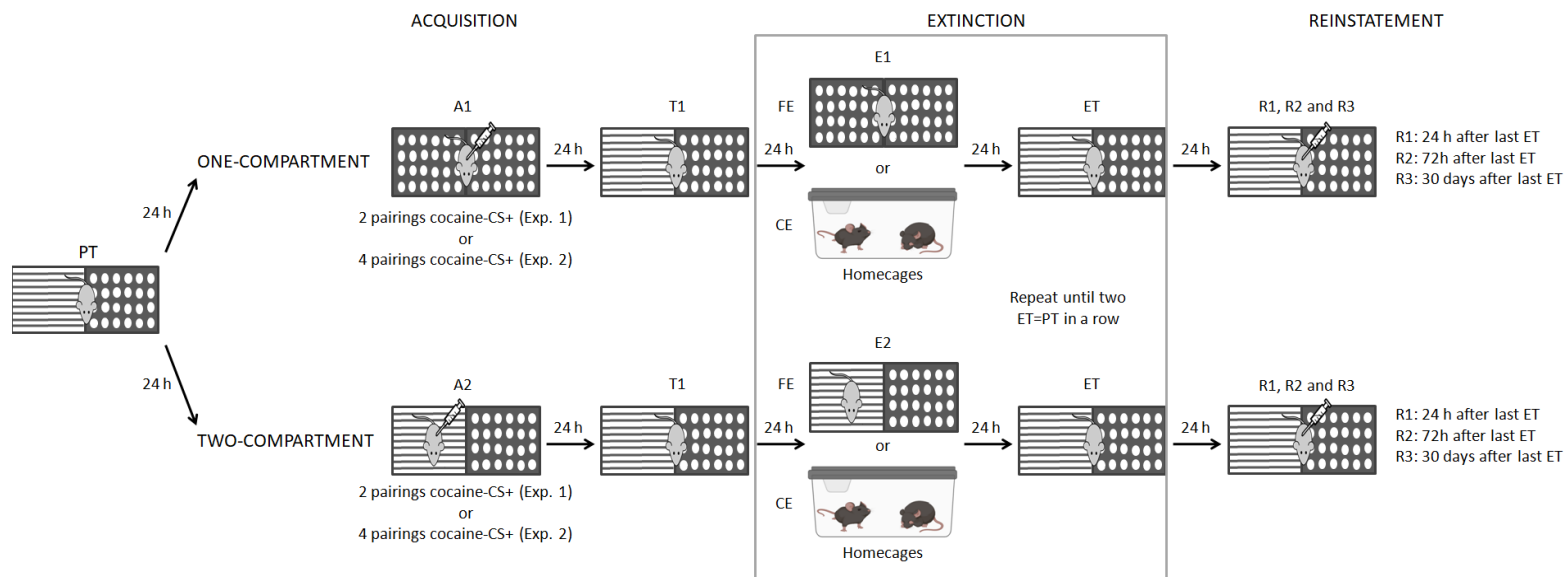 ACQUISITION
EXTINCTION
REINSTATEMENT
PT
24 h
24 h
ONE-COMPARTMENT
A1
2 pairings cocaine-CS+ (Exp. 1)
or
4 pairings cocaine-CS+ (Exp. 2)
24 h
T1
24 h
E1
FE
or
CE
Homecages
24 h
ET
24 h
R1, R2 and R3
R1: 24 h after last ET
R2: 72h after last ET
R3: 30 days after last ET
Repeat until two
ET=PT in a row
TWO-COMPARTMENT
A2
2 pairings cocaine-CS+ (Exp. 1)
or
4 pairings cocaine-CS+ (Exp. 2)
24 h
T1
24 h
E2
FE
or
CE
Homecages
24 h
ET
24 h
R1, R2 and R3
R1: 24 h after last ET
R2: 72h after last ET
R3: 30 days after last ET